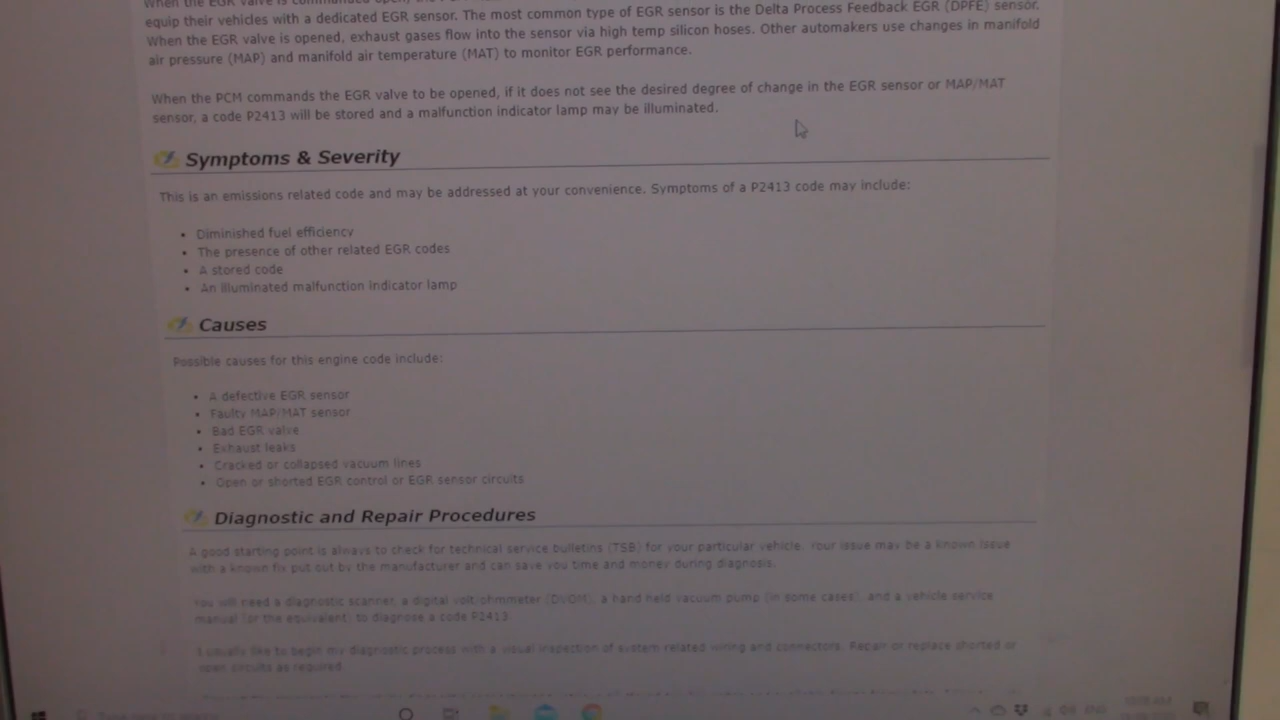 When the EGR valve is commanded open,
equip their vehicles with a dedicated EGR sensor. The most common type of EGR sensor is the Delta Process Feedback EGR (DPFE) sensor.
When the EGR valve is opened, exhaust gases flow into the sensor via high temp silicon hoses. Other automakers use changes in manifold
air pressure (MAP) and manifold air temperature (MAT) to monitor EGR performance.
When the PCM commands the EGR valve to be opened, if it does not see the desired degree of change in the EGR sensor or MAP/MAT
sensor, a code P2413 will be stored and a malfunction indicator lamp may be illuminated.
Symptoms & Severity
This is an emissions related code and may be addressed at your convenience. Symptoms of a P2413 code may include:
• Diminished fuel efficiency
• The presence of other related EGR codes
• A stored code
• An illuminated malfunction indicator lamp
Causes
Possible causes for this engine code include:
• A defective EGR sensor
• Faulty MAP/MAT sensor
• Bad EGR valve
• Exhaust leaks
• Cracked or collapsed vacuum lines
• Open or shorted EGR control or EGR sensor circuits
Diagnostic and Repair Procedures
A good starting point is always to check for technical service bulletins (TSB) for your particular vehicle. Your issue may be a known issue
with a known fix put out by the manufacturer and can save you time and money during diagnosis.
You will need a diagnostic scanner, a digital volt/ohmmeter (DVOM), a hand held vacuum pump (in some cases), and a vehicle service
manual (or the equivalent) to diagnose a code P2413
I usually like to begin my diagnostic process with a visual inspection of system related wiring and connectors. Repair or replace shorted or
open circuits as required.
ENG